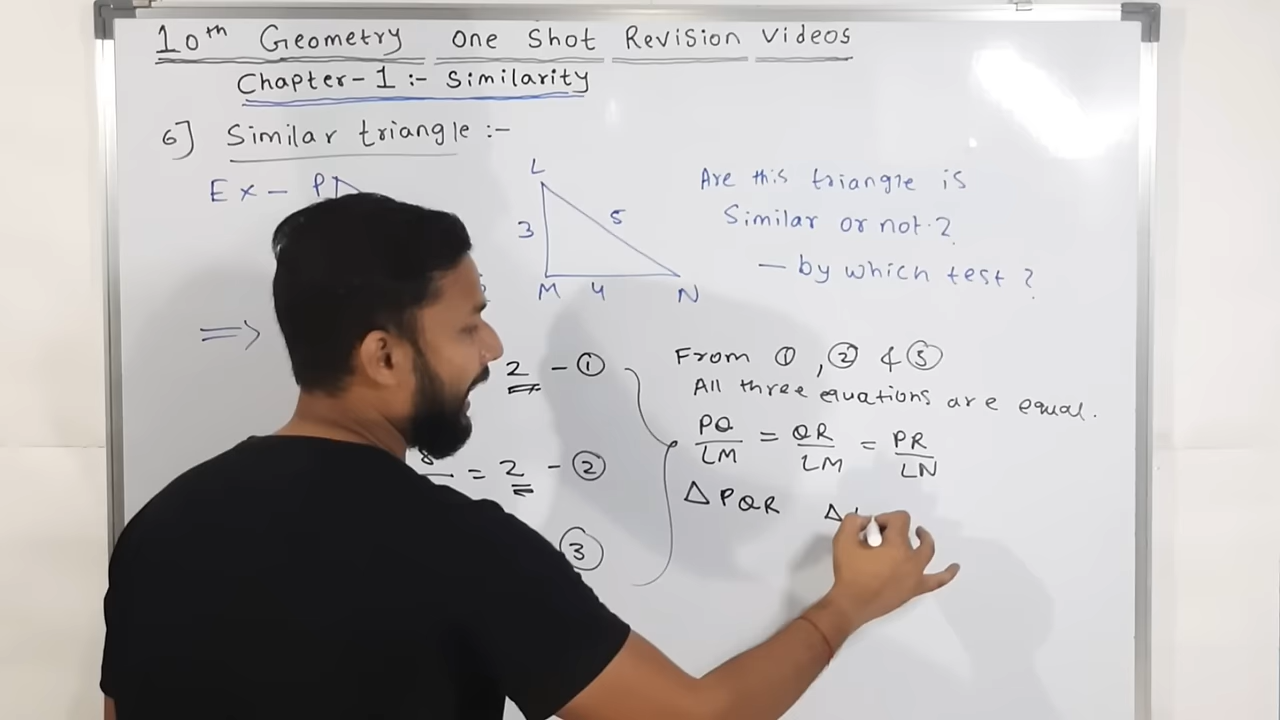 10th Geometry one Shot Revision Videos
Chapter-1 :- Similarity
6] Similar triangle :-
Ex - P
L
3
5
M 4 N
Are this triangle is
Similar or not ?
— by which test ?
⇒
2 - ①
8 = 2 - ②
③
From ① , ② & ③
All three equations are equal.
PQ/LM = QR/LM = PR/LN
△ PQR △